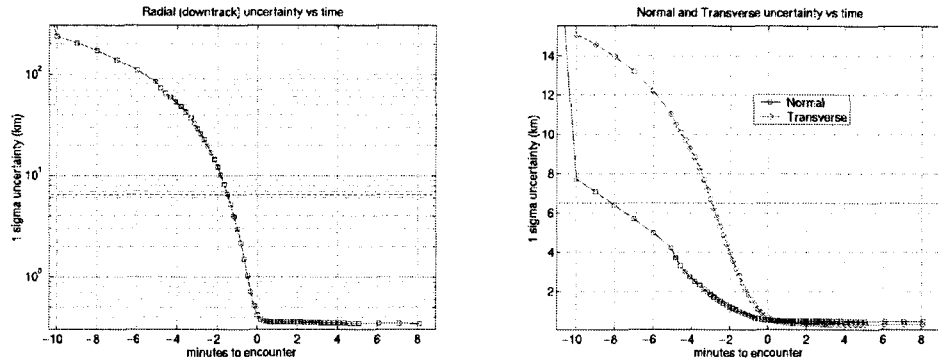 Radial (downtrack) uncertainty vs time
1 sigma uncertainty (km)
10²
10¹
10⁰
-10 -8 -6 -4 -2 0 2 4 6 8
minutes to encounter
Normal and Transverse uncertainty vs time
1 sigma uncertainty (km)
14
12
10
8
6
4
2
Normal
Transverse
-10 -8 -6 -4 -2 0 2 4 6 8
minutes to encounter